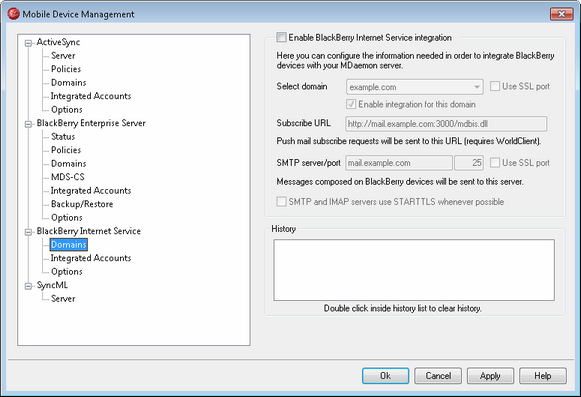 Mobile Device Management
ActiveSync
Server
Policies
Domains
Integrated Accounts
Options
BlackBerry Enterprise Server
Status
Policies
Domains
MDS-CS
Integrated Accounts
Backup/Restore
Options
BlackBerry Internet Service
Domains
Integrated Accounts
Options
SyncML
Server
Enable BlackBerry Internet Service integration
Here you can configure the information needed in order to integrate BlackBerry
devices with your MDaemon server.
Select domain example.com Use SSL port
Enable integration for this domain
Subscribe URL http://mail.example.com:3000/mdbis.dll
Push mail subscribe requests will be sent to this URL (requires WorldClient).
SMTP server/port mail.example.com 25 Use SSL port
Messages composed on BlackBerry devices will be sent to this server.
SMTP and IMAP servers use STARTTLS whenever possible
History
Double click inside history list to clear history.
Ok Cancel Apply Help